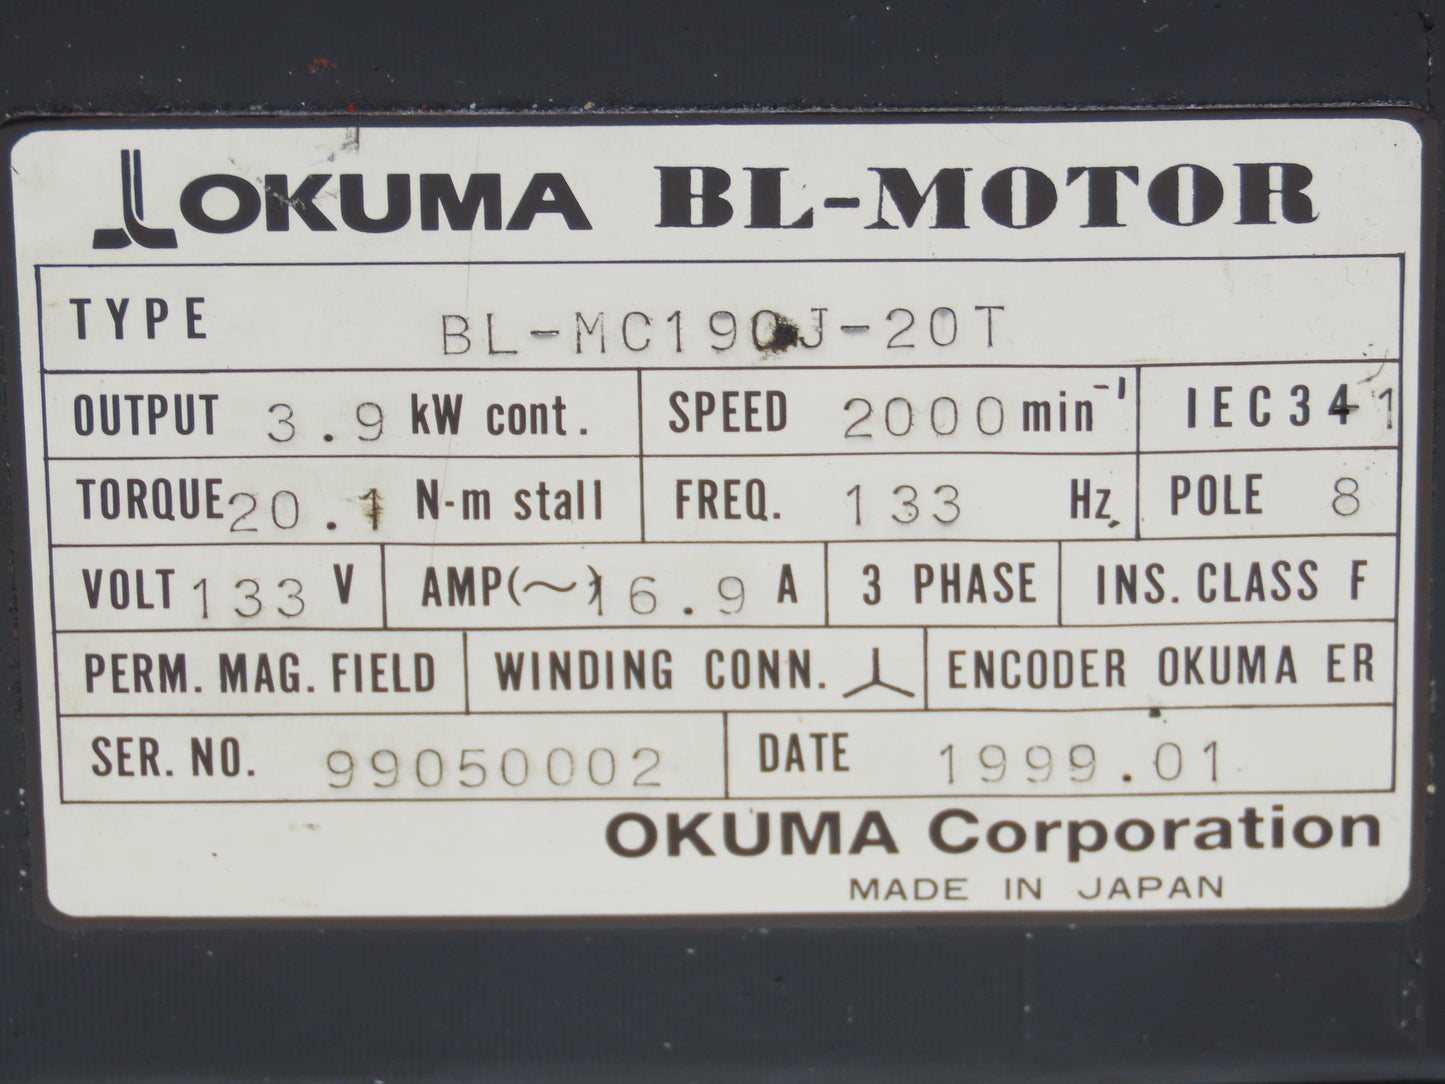 OKUMA BL-MOTOR
TYPE BL-MC190J-20T
OUTPUT 3.9 kW cont. SPEED 2000 min⁻¹ IEC34-1
TORQUE 20.1 N-m stall FREQ. 133 Hz POLE 8
VOLT 133 V AMP(~) 16.9 A 3 PHASE INS. CLASS F
PERM. MAG. FIELD WINDING CONN. ENCODER OKUMA ER
SER. NO. 99050002 DATE 1999.01
OKUMA Corporation
MADE IN JAPAN